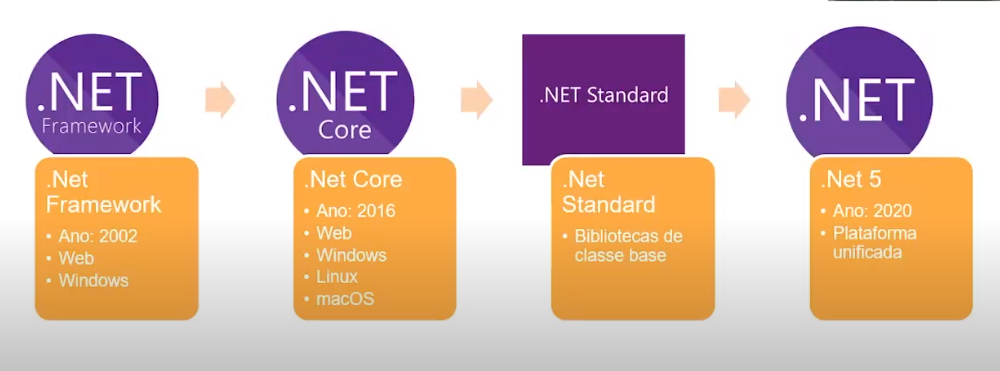 .NET
Framework
.Net
Framework
• Ano: 2002
• Web
• Windows
.NET
Core
.Net Core
• Ano: 2016
• Web
• Windows
• Linux
• macOS
.NET Standard
.Net
Standard
• Bibliotecas de
classe base
.NET
.Net 5
• Ano: 2020
• Plataforma
unificada